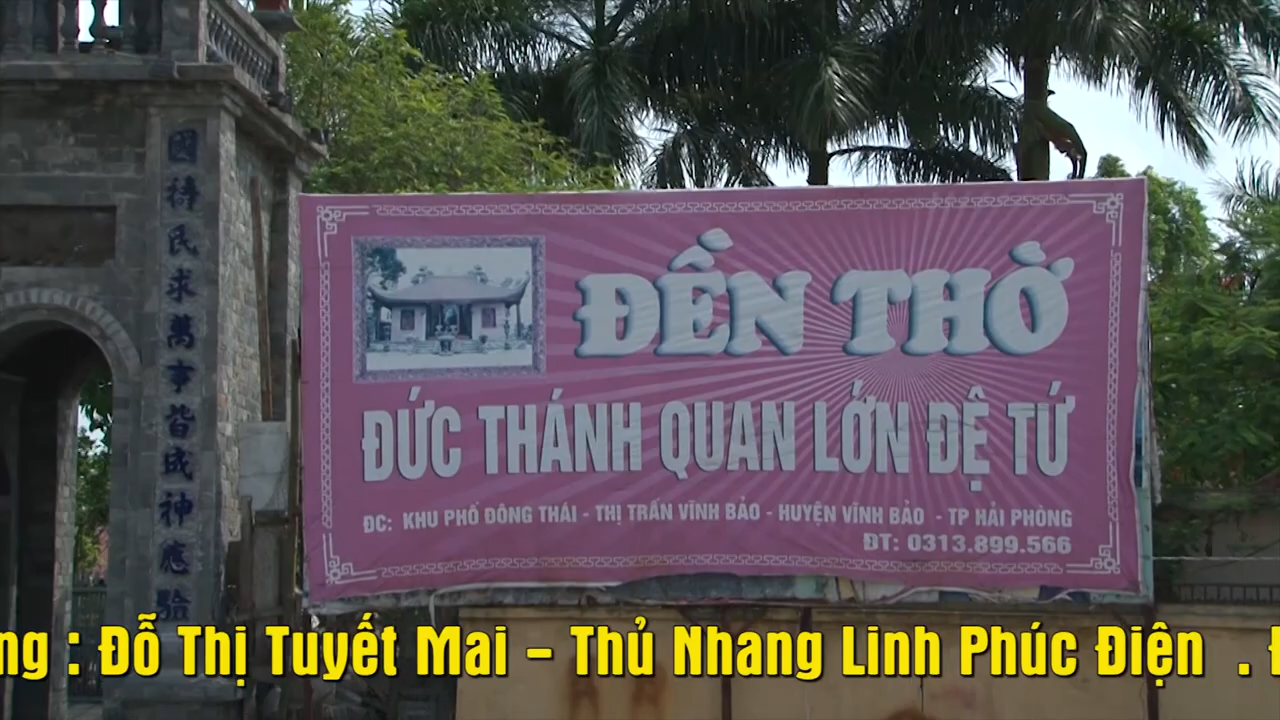 國禱民求萬事皆成神應驗
ĐỀN THỜ
ĐỨC THÁNH QUAN LỚN ĐỆ TỨ
ĐC: KHU PHỐ ĐÔNG THÁI - THỊ TRẤN VĨNH BẢO - HUYỆN VĨNH BẢO - TP HẢI PHÒNG
ĐT: 0313.899.566
ng : Đỗ Thị Tuyết Mai - Thủ Nhang Linh Phúc Điện .